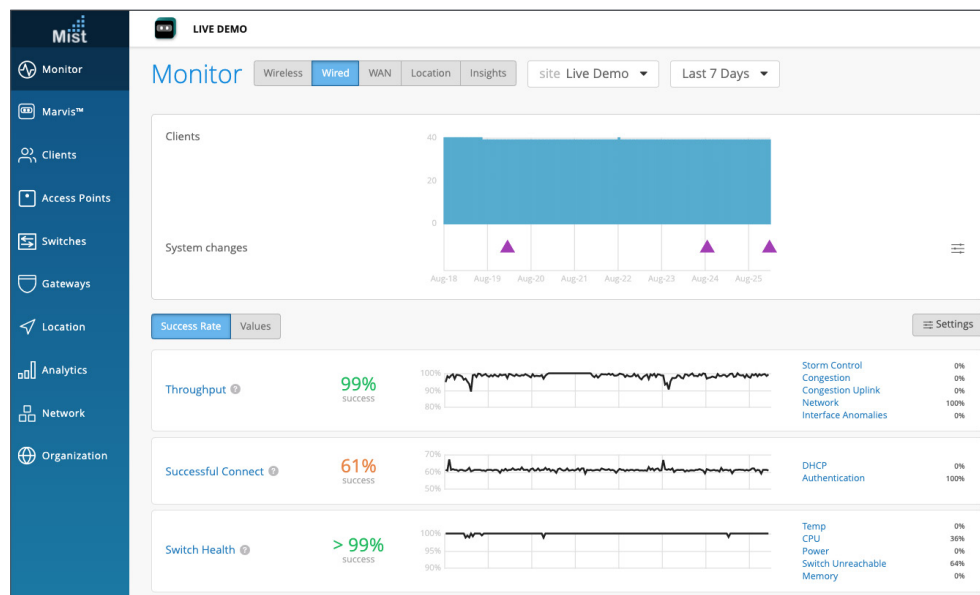 Mist
LIVE DEMO
Monitor
Marvis™
Clients
Access Points
Switches
Gateways
Location
Analytics
Network
Organization
Monitor
Wireless Wired WAN Location Insights
site Live Demo
Last 7 Days
Clients
40
20
0
System changes
Aug-18 Aug-19 Aug-20 Aug-21 Aug-22 Aug-23 Aug-24 Aug-25
Success Rate Values
Settings
Throughput ?
99%
success
100%
90%
80%
Storm Control 0%
Congestion 0%
Congestion Uplink 0%
Network 100%
Interface Anomalies 0%
Successful Connect ?
61%
success
70%
60%
50%
DHCP 0%
Authentication 100%
Switch Health ?
> 99%
success
100%
95%
90%
Temp 0%
CPU 36%
Power 0%
Switch Unreachable 64%
Memory 0%